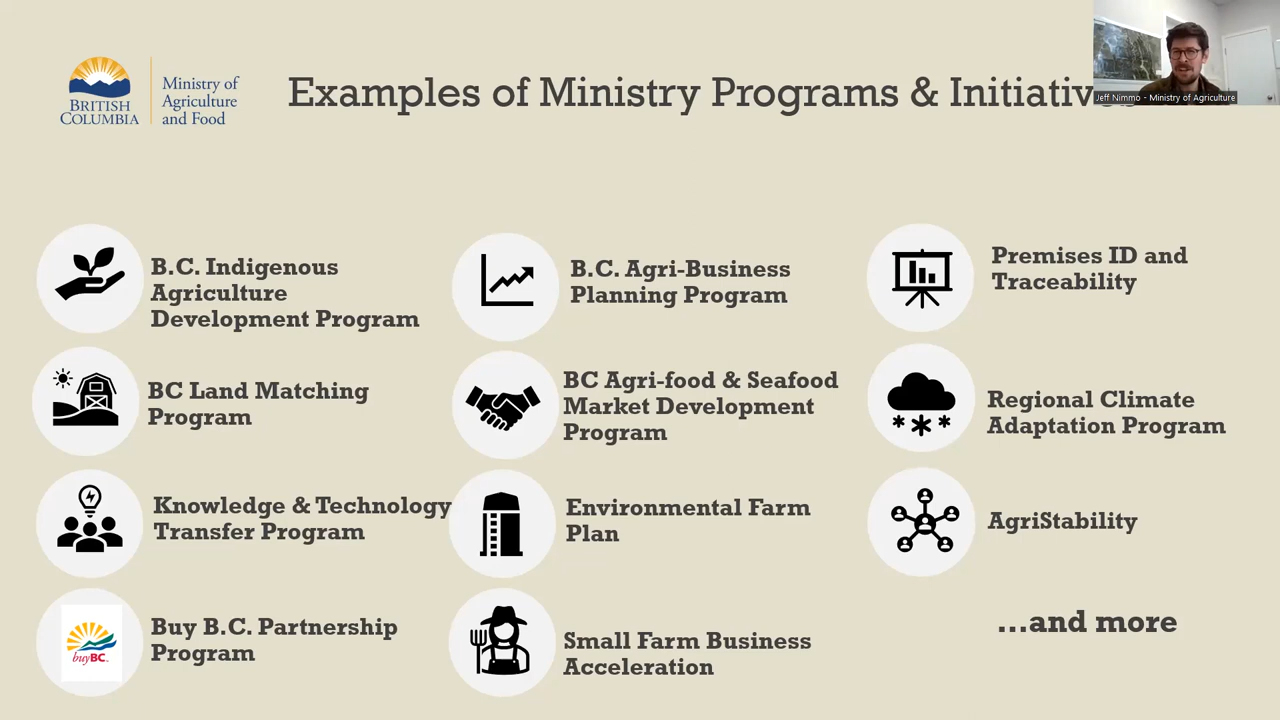 BRITISH
COLUMBIA
Ministry of
Agriculture
and Food
Examples of Ministry Programs & Initiativ
Jeff Nimmo - Ministry of Agriculture
B.C. Indigenous
Agriculture
Development Program
BC Land Matching
Program
Knowledge & Technology
Transfer Program
buyBC.
Buy B.C. Partnership
Program
B.C. Agri-Business
Planning Program
BC Agri-food & Seafood
Market Development
Program
Environmental Farm
Plan
Small Farm Business
Acceleration
Premises ID and
Traceability
Regional Climate
Adaptation Program
AgriStability
...and more